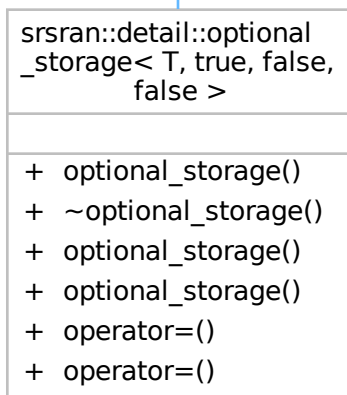 srsran::detail::optional
_storage< T, true, false,
false >
+ optional_storage()
+ ~optional_storage()
+ optional_storage()
+ optional_storage()
+ operator=()
+ operator=()